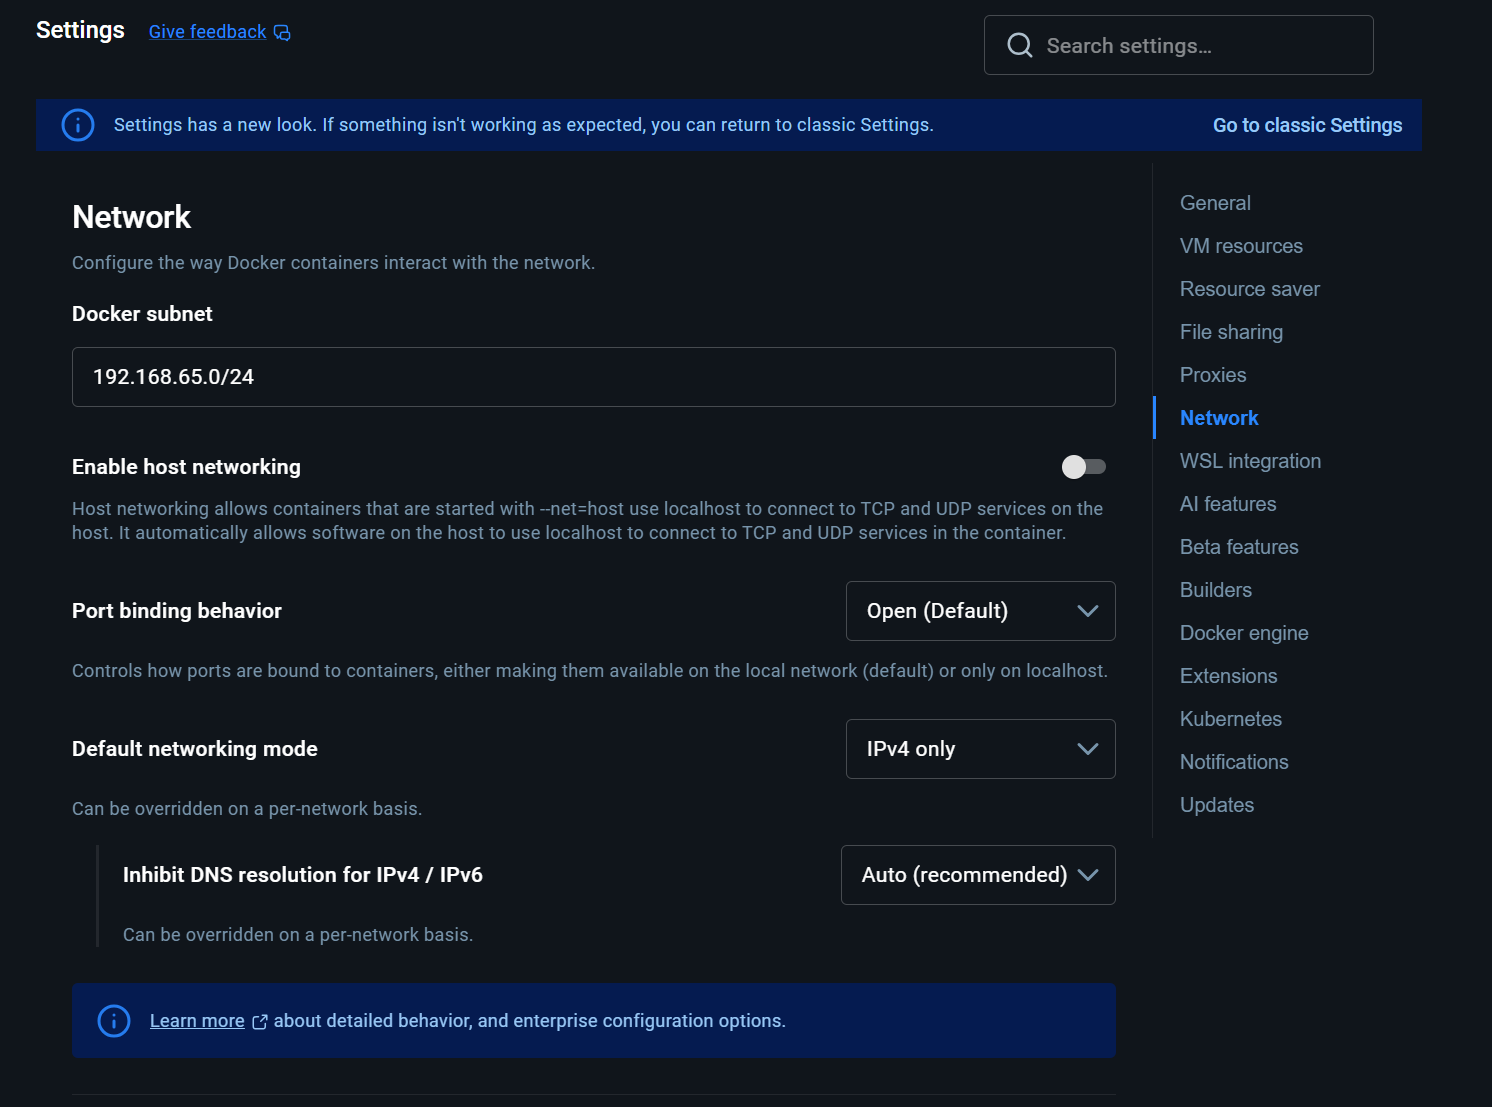 Settings
Give feedback
Search settings...
Settings has a new look. If something isn't working as expected, you can return to classic Settings.
Go to classic Settings
Network
Configure the way Docker containers interact with the network.
Docker subnet
192.168.65.0/24
Enable host networking
Host networking allows containers that are started with --net=host use localhost to connect to TCP and UDP services on the
host. It automatically allows software on the host to use localhost to connect to TCP and UDP services in the container.
Port binding behavior
Open (Default)
Controls how ports are bound to containers, either making them available on the local network (default) or only on localhost.
Default networking mode
IPv4 only
Can be overridden on a per-network basis.
Inhibit DNS resolution for IPv4 / IPv6
Auto (recommended)
Can be overridden on a per-network basis.
Learn more about detailed behavior, and enterprise configuration options.
General
VM resources
Resource saver
File sharing
Proxies
Network
WSL integration
AI features
Beta features
Builders
Docker engine
Extensions
Kubernetes
Notifications
Updates